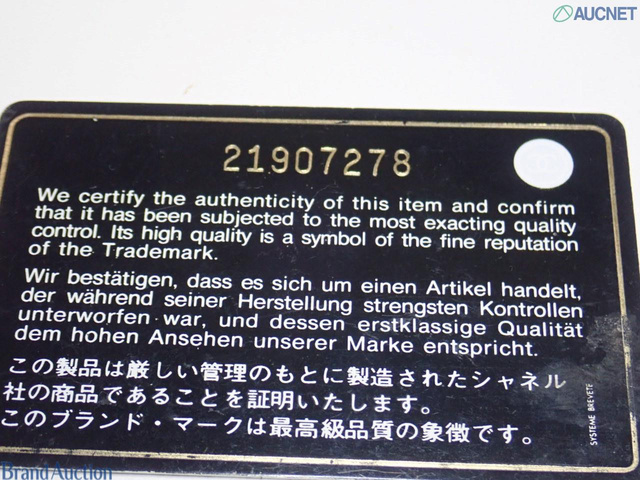 AUCNET
21907278
We certify the authenticity of this item and confirm
that it has been subjected to the most exacting quality
control. Its high quality is a symbol of the fine reputation
of the Trademark.
Wir bestätigen, dass es sich um einen Artikel handelt,
der während seiner Herstellung strengsten Kontrollen
unterworfen war, und dessen erstklassige Qualität
dem hohen Ansehen unserer Marke entspricht.
この製品は厳しい管理のもとに製造されたシャネル
社の商品であることを証明いたします。
このブランド・マークは最高級品質の象徴です。
SYSTEME BREVETE
Brand Auction